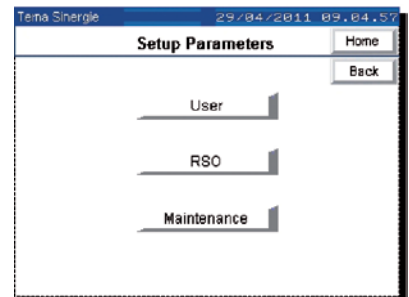 Tema Sinergie 29/04/2011 09.04.57
Setup Parameters Home
Back
User
RSO
Maintenance